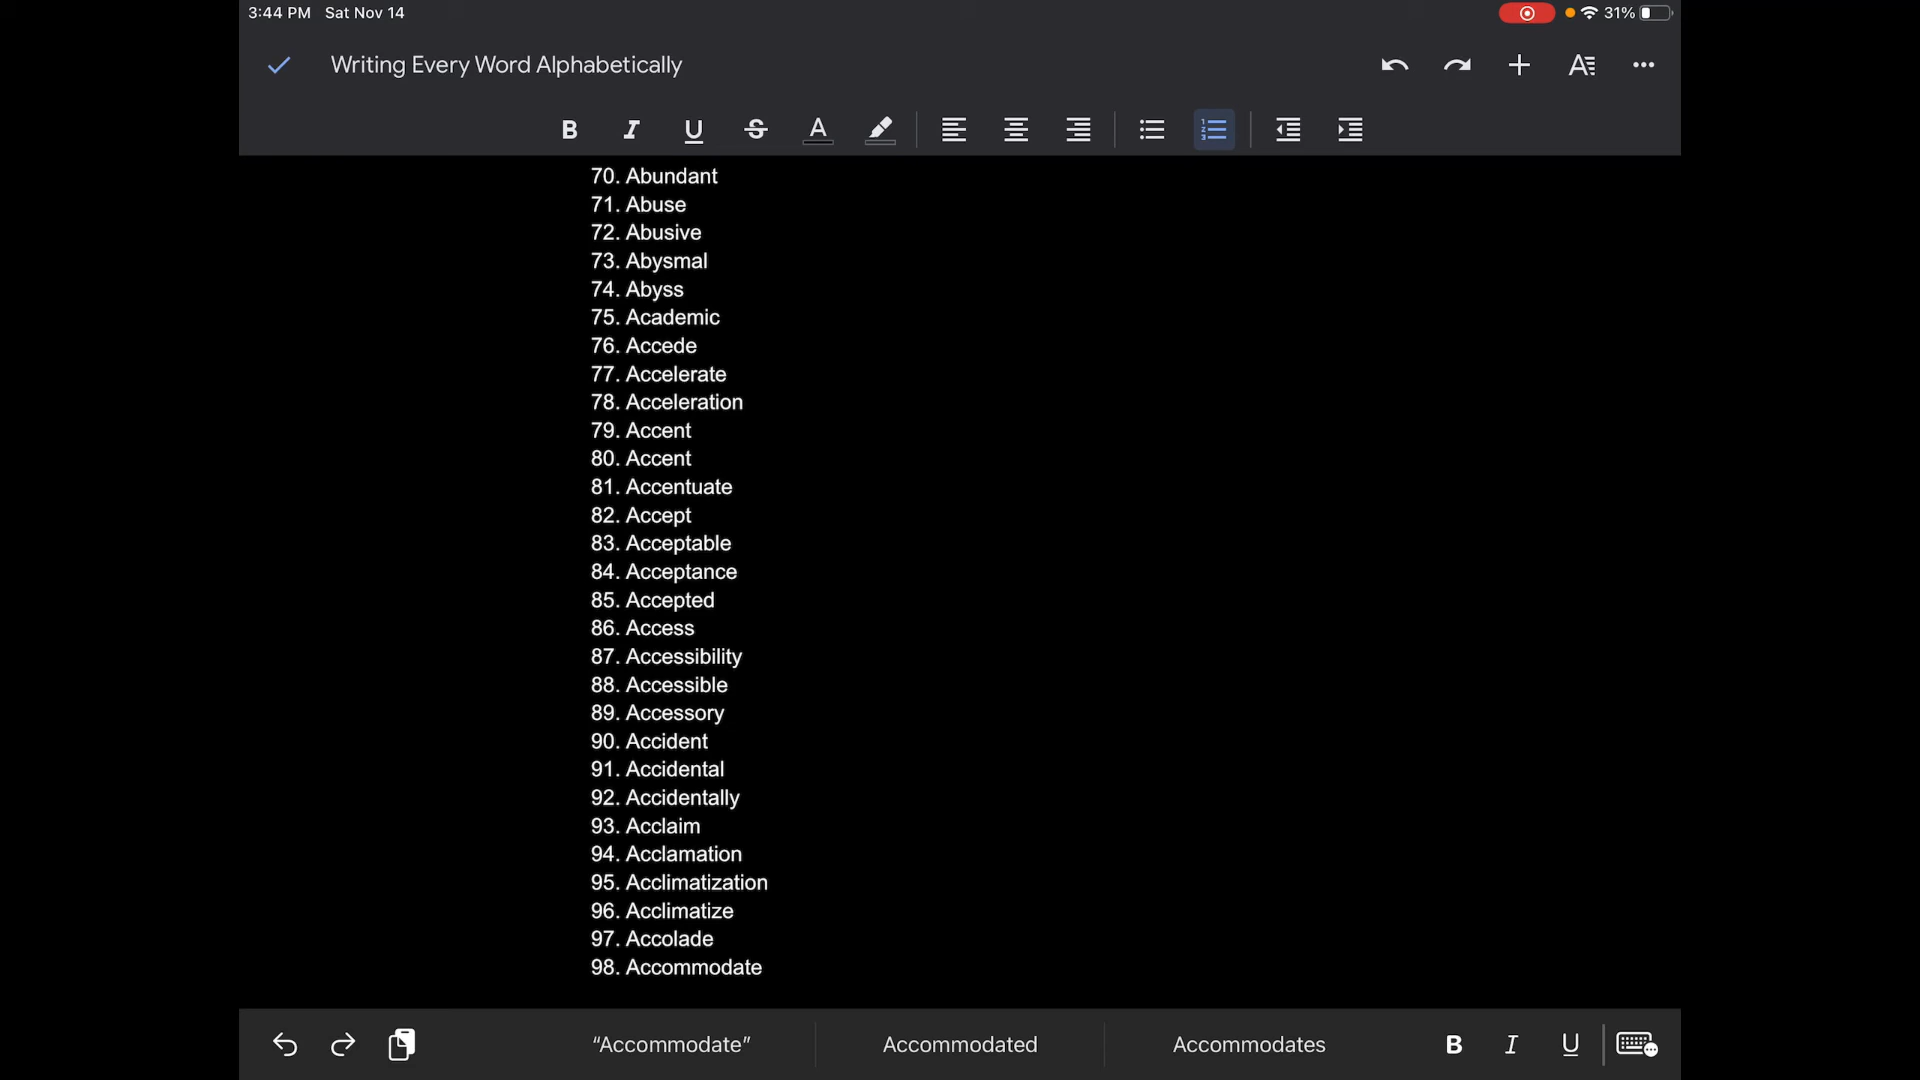 3:44 PM Sat Nov 14 31%
Writing Every Word Alphabetically
70. Abundant
71. Abuse
72. Abusive
73. Abysmal
74. Abyss
75. Academic
76. Accede
77. Accelerate
78. Acceleration
79. Accent
80. Accent
81. Accentuate
82. Accept
83. Acceptable
84. Acceptance
85. Accepted
86. Access
87. Accessibility
88. Accessible
89. Accessory
90. Accident
91. Accidental
92. Accidentally
93. Acclaim
94. Acclamation
95. Acclimatization
96. Acclimatize
97. Accolade
98. Accommodate
“Accommodate” Accommodated Accommodates B I U